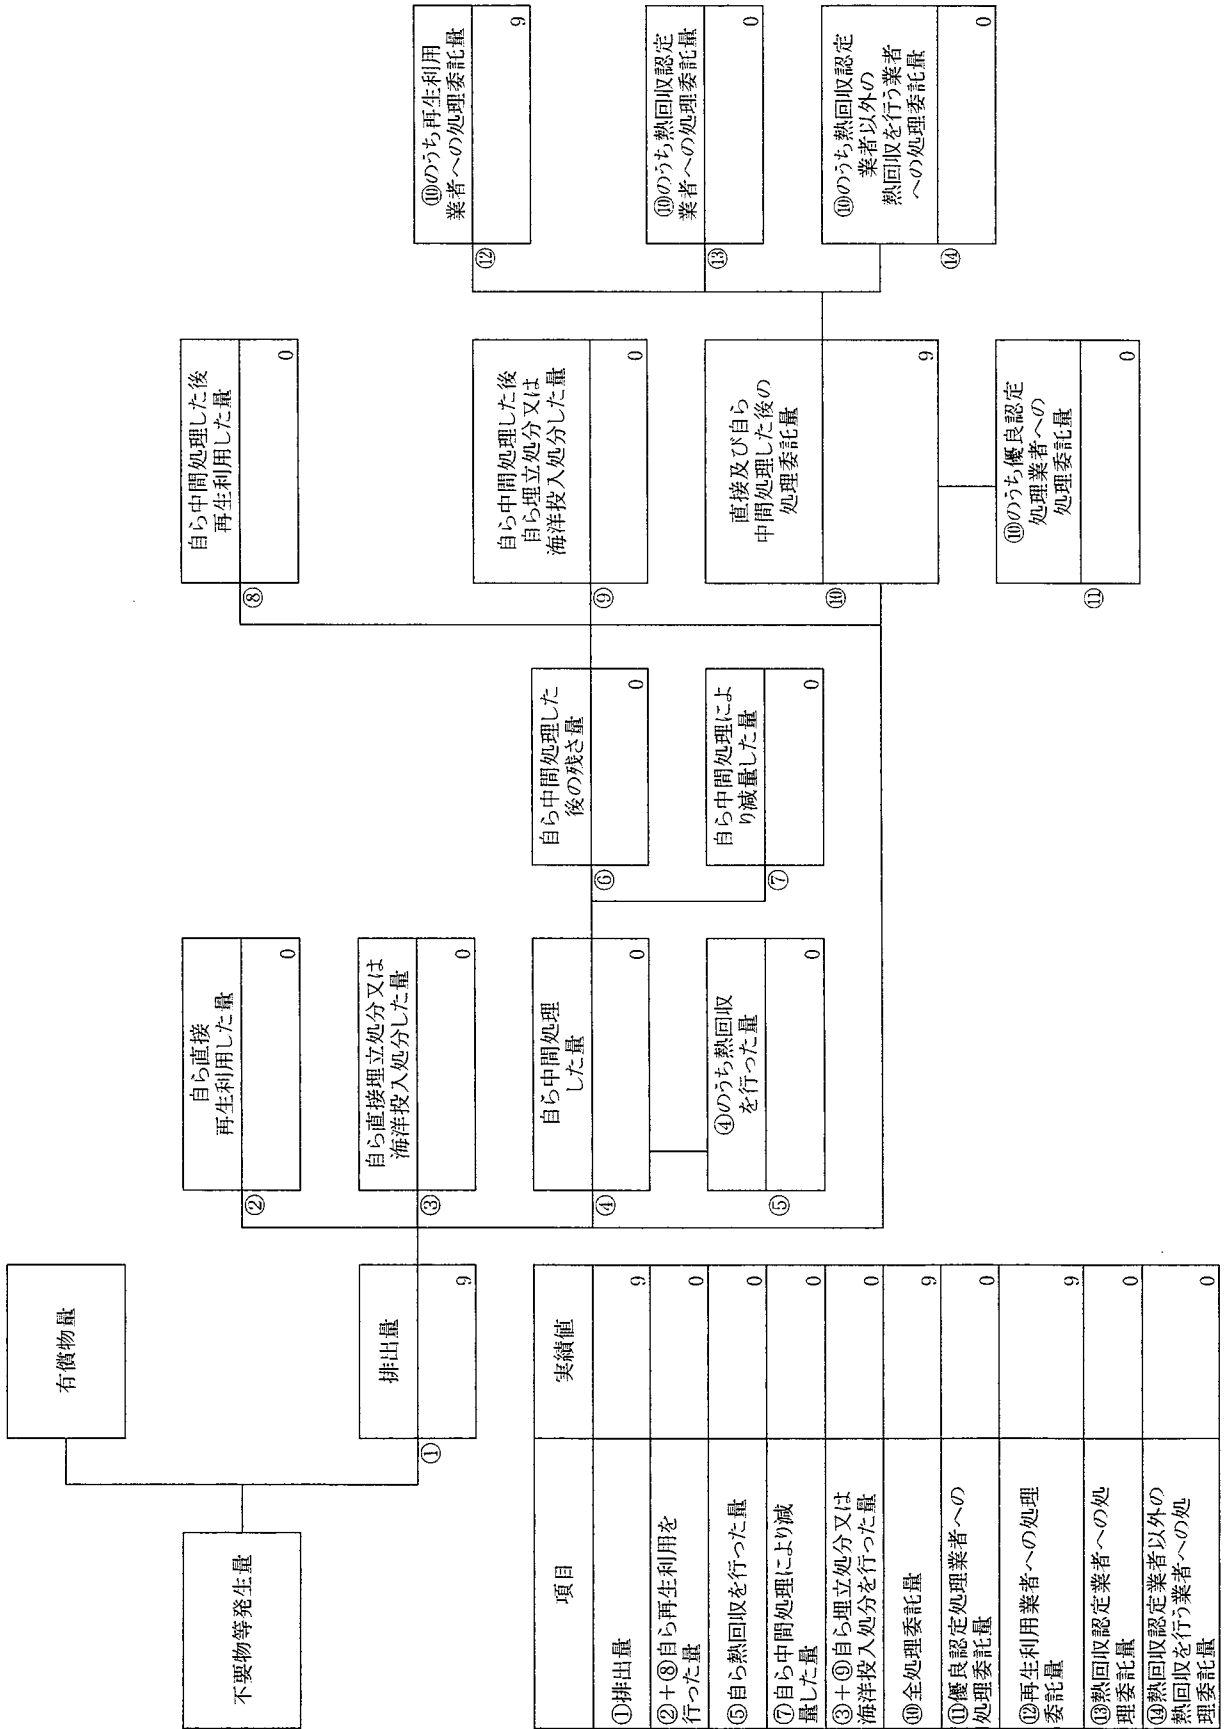 不要物等発生量
有償物量
①
排出量
9
②
自ら直接
再生利用した量
0
③
自ら直接埋立処分又は
海洋投入処分した量
0
④
自ら中間処理
した量
0
⑤
④のうち熱回収
を行った量
0
⑥
自ら中間処理した
後の残さ量
0
⑦
自ら中間処理によ
り減量した量
0
⑧
自ら中間処理した後
再生利用した量
0
⑨
自ら中間処理した後
自ら埋立処分又は
海洋投入処分した量
0
⑩
直接及び自ら
中間処理した後の
処理委託量
9
⑪
⑩のうち優良認定
処理業者への
処理委託量
0
⑫
⑩のうち再生利用
業者への処理委託量
9
⑬
⑩のうち熱回収認定
業者への処理委託量
0
⑭
⑩のうち熱回収認定
業者以外の
熱回収を行う業者
への処理委託量
0
項目 実績値
①排出量 9
②+⑧自ら再生利用を
行った量 0
⑤自ら熱回収を行った量 0
⑦自ら中間処理により減
量した量 0
③+⑨自ら埋立処分又は
海洋投入処分を行った量 0
⑩全処理委託量 9
⑪優良認定処理業者への
処理委託量 0
⑫再生利用業者への処理
委託量 9
⑬熱回収認定業者への処
理委託量 0
⑭熱回収認定業者以外の
熱回収を行う業者への処
理委託量 0